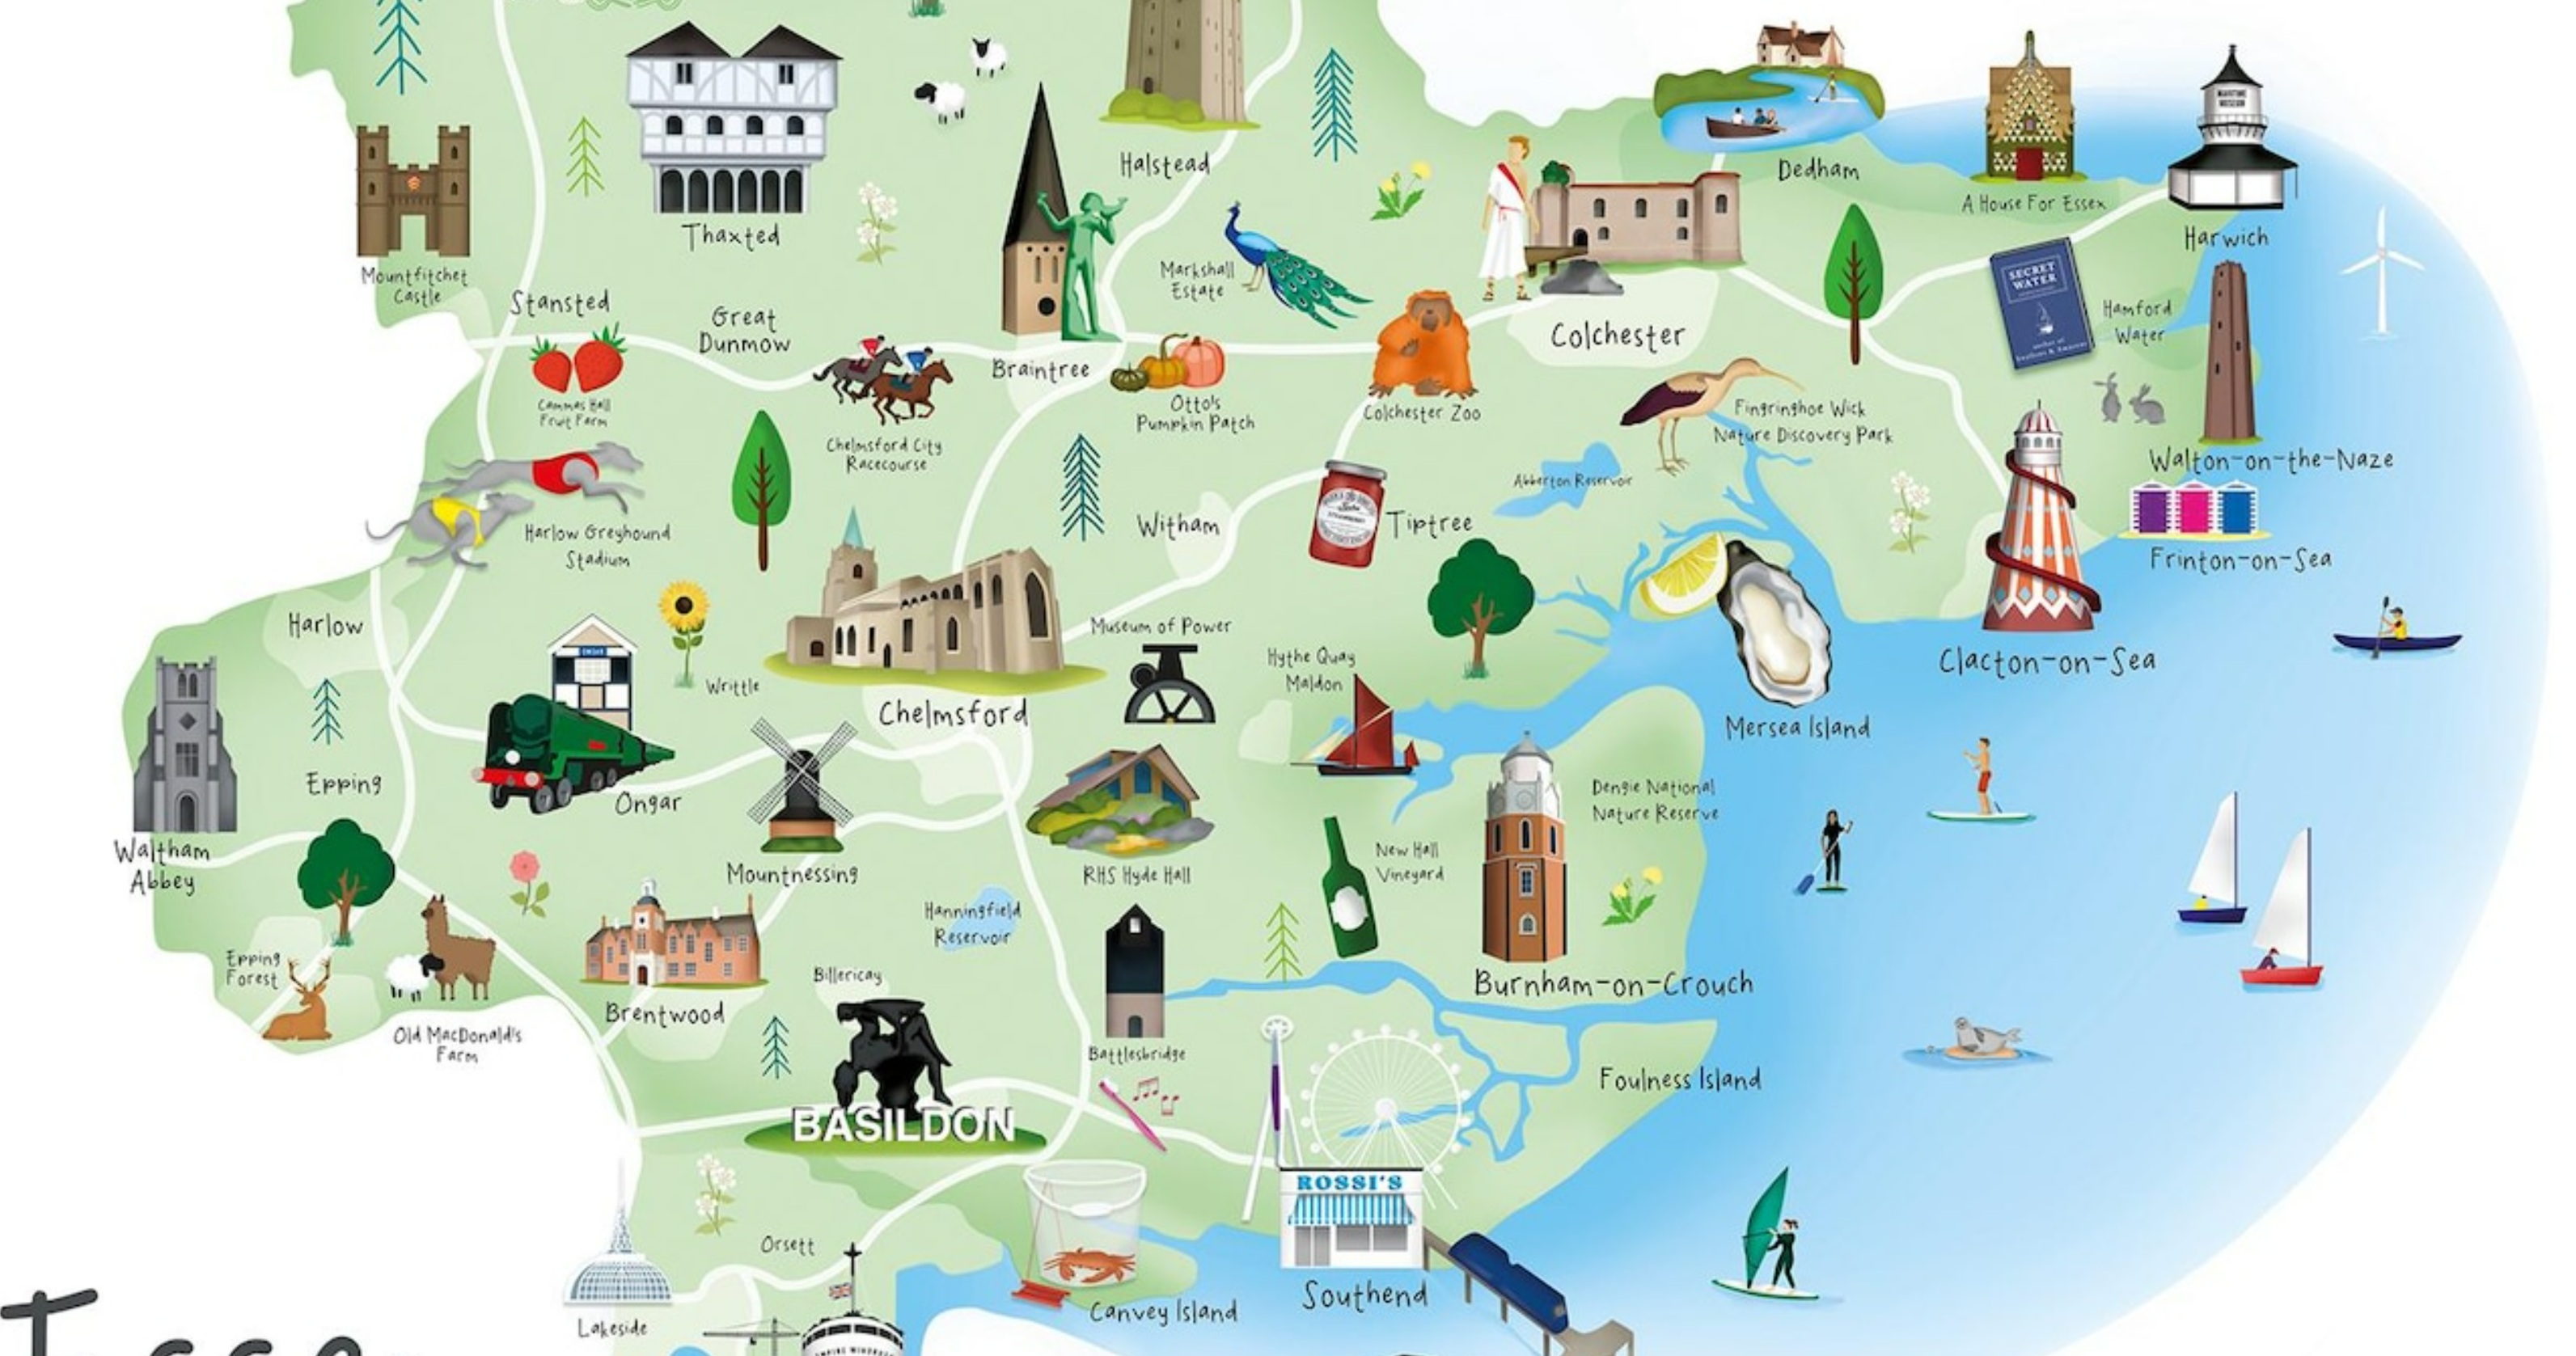 MARITIME
MUSEUM
Halstead
Dedham
A House For Essex
Harwich
Thaxted
Mountfitchet
Castle
Stansted
Great
Dunmow
Markshall
Estate
SECRET
WATER
Hamford
Water
Colchester
Braintree
Cammas Hall
Fruit Farm
Otto's
Pumpkin Patch
Colchester Zoo
Fingringhoe Wick
Nature Discovery Park
Chelmsford City
Racecourse
Walton-on-the-Naze
Abberton Reservoir
Harlow Greyhound
Stadium
Witham
Tiptree
Frinton-on-Sea
Harlow
Museum of Power
ONGAR
Writtle
Hythe Quay
Maldon
Clacton-on-Sea
Chelmsford
Mersea Island
Epping
Ongar
Dengie National
Nature Reserve
Waltham
Abbey
Mountnessing
RHS Hyde Hall
New Hall
Vineyard
Hanningfield
Reservoir
Epping
Forest
Billericay
Burnham-on-Crouch
Brentwood
Old MacDonald's
Farm
Battlesbridge
Foulness Island
BASILDON
ROSSI'S
Orsett
Southend
Canvey Island
Lakeside